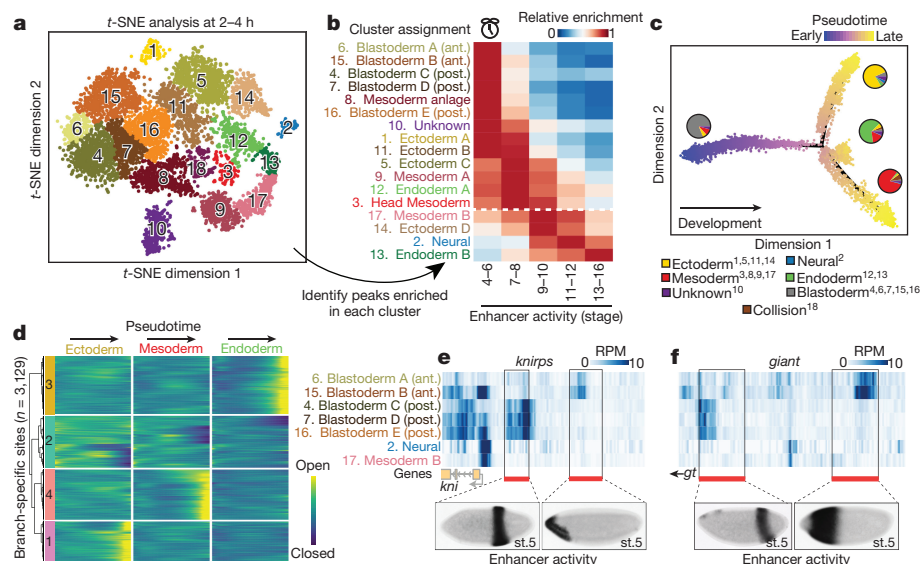 a
t-SNE analysis at 2–4 h
1
5
15
11
14
6
16
2
12
4
7
13
18
3
8
17
9
10
t-SNE dimension 2
t-SNE dimension 1
Identify peaks enriched
in each cluster
b
Relative enrichment
Cluster assignment
0
1
6. Blastoderm A (ant.)
15. Blastoderm B (ant.)
4. Blastoderm C (post.)
7. Blastoderm D (post.)
8. Mesoderm anlage
16. Blastoderm E (post.)
10. Unknown
1. Ectoderm A
11. Ectoderm B
5. Ectoderm C
9. Mesoderm A
12. Endoderm A
3. Head Mesoderm
17. Mesoderm B
14. Ectoderm D
2. Neural
13. Endoderm B
4–6
7–8
9–10
11–12
13–16
Enhancer activity (stage)
c
Pseudotime
Early
Late
Dimension 2
Development
Dimension 1
Ectoderm1,5,11,14
Neural2
Mesoderm3,8,9,17
Endoderm12,13
Unknown10
Blastoderm4,6,7,15,16
Collision18
d
Pseudotime
Ectoderm
Mesoderm
Endoderm
Branch-specific sites (n = 3,129)
3
2
4
1
Open
Closed
e
knirps
RPM
0
10
6. Blastoderm A (ant.)
15. Blastoderm B (ant.)
4. Blastoderm C (post.)
7. Blastoderm D (post.)
16. Blastoderm E (post.)
2. Neural
17. Mesoderm B
Genes
kni
st.5
st.5
Enhancer activity
f
giant
RPM
0
10
gt
st.5
st.5
Enhancer activity